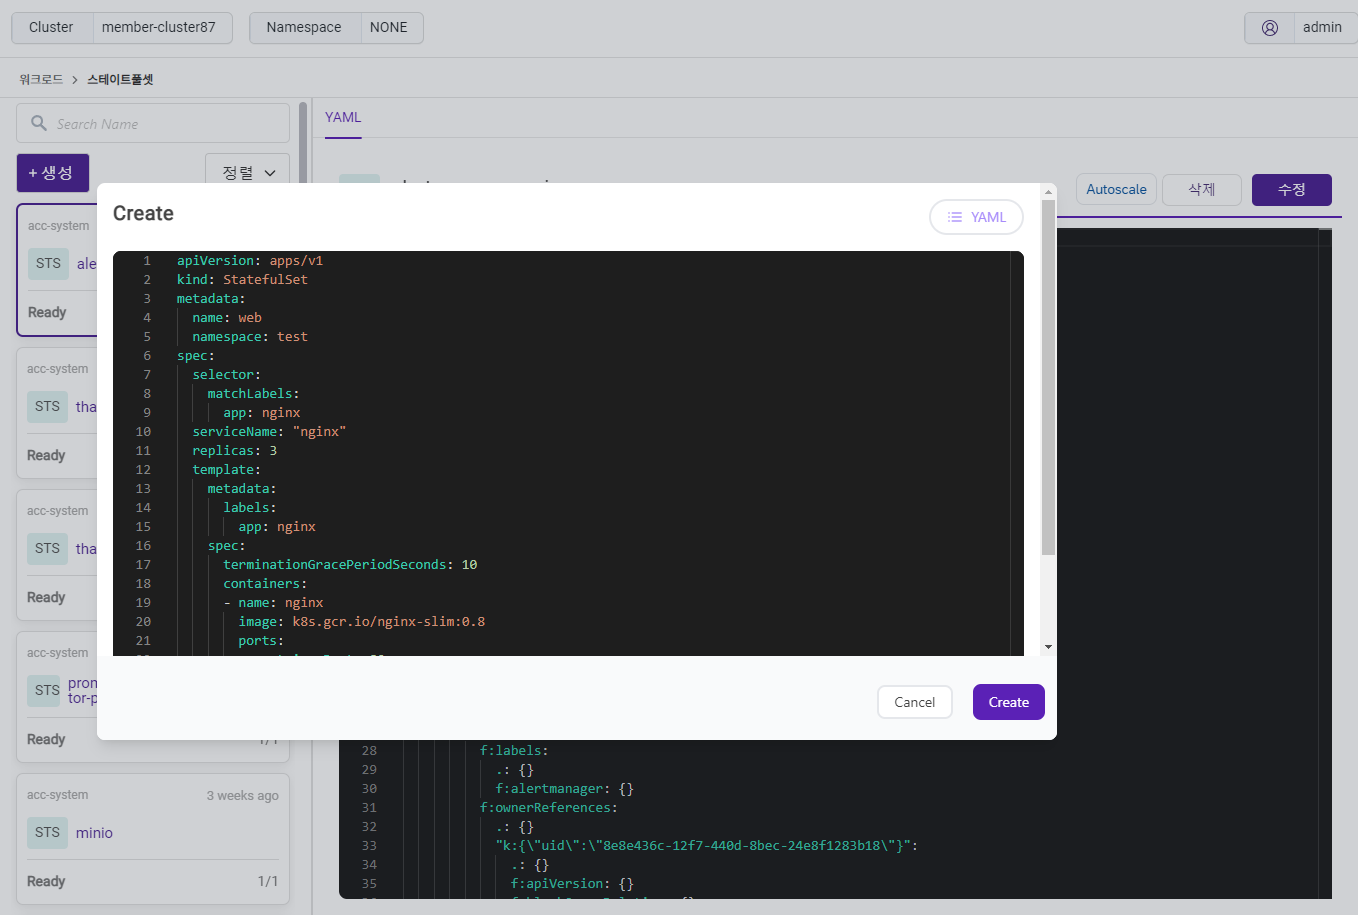 Cluster member-cluster87 Namespace NONE admin
워크로드 > 스테이트풀셋
Search Name
YAML
+ 생성
정렬
Autoscale 삭제 수정
Create
YAML
1 apiVersion: apps/v1
2 kind: StatefulSet
3 metadata:
4 name: web
5 namespace: test
6 spec:
7 selector:
8 matchLabels:
9 app: nginx
10 serviceName: "nginx"
11 replicas: 3
12 template:
13 metadata:
14 labels:
15 app: nginx
16 spec:
17 terminationGracePeriodSeconds: 10
18 containers:
19 - name: nginx
20 image: k8s.gcr.io/nginx-slim:0.8
21 ports:
Cancel Create
acc-system
STS ale
Ready
acc-system
STS tha
Ready
acc-system
STS tha
Ready
acc-system
STS pron
tor-p
Ready 1/1
acc-system 3 weeks ago
STS minio
Ready 1/1
28 f:labels:
29 .: {}
30 f:alertmanager: {}
31 f:ownerReferences:
32 .: {}
33 "k:{\"uid\":\"8e8e436c-12f7-440d-8bec-24e8f1283b18\"}":
34 .: {}
35 f:apiVersion: {}